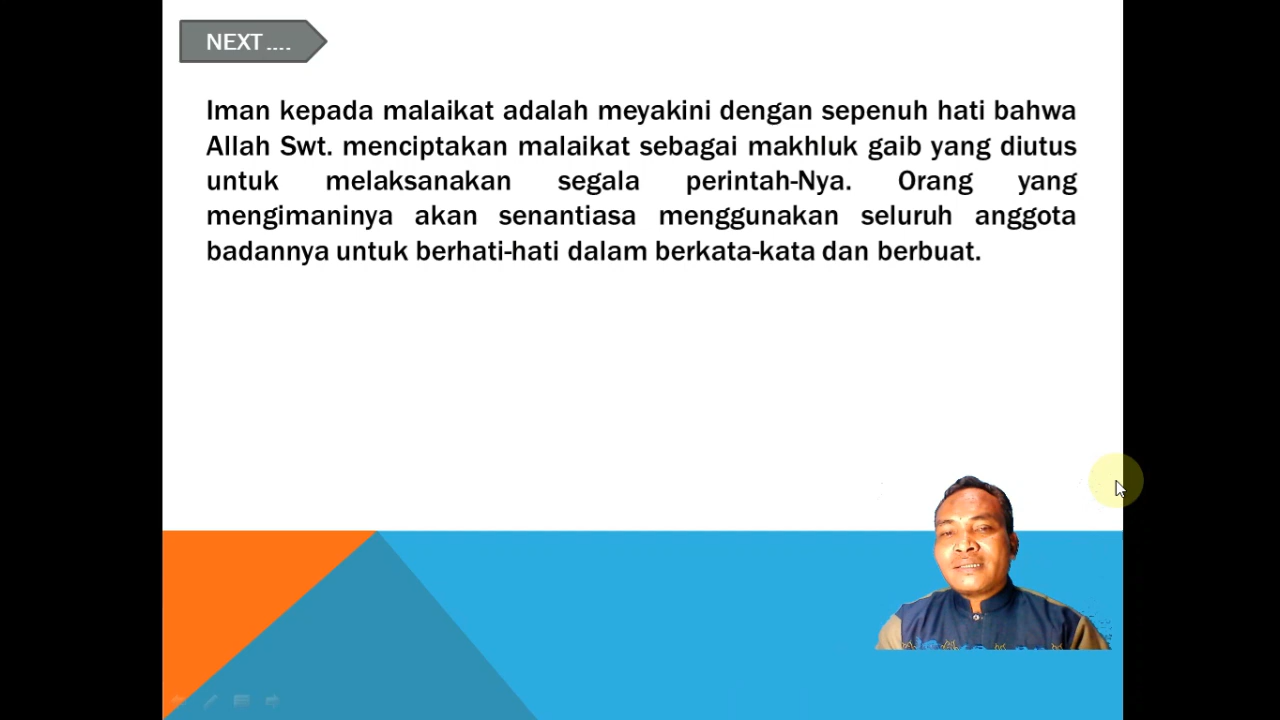 NEXT ....
Iman kepada malaikat adalah meyakini dengan sepenuh hati bahwa
Allah Swt. menciptakan malaikat sebagai makhluk gaib yang diutus
untuk melaksanakan segala perintah-Nya. Orang yang
mengimaninya akan senantiasa menggunakan seluruh anggota
badannya untuk berhati-hati dalam berkata-kata dan berbuat.